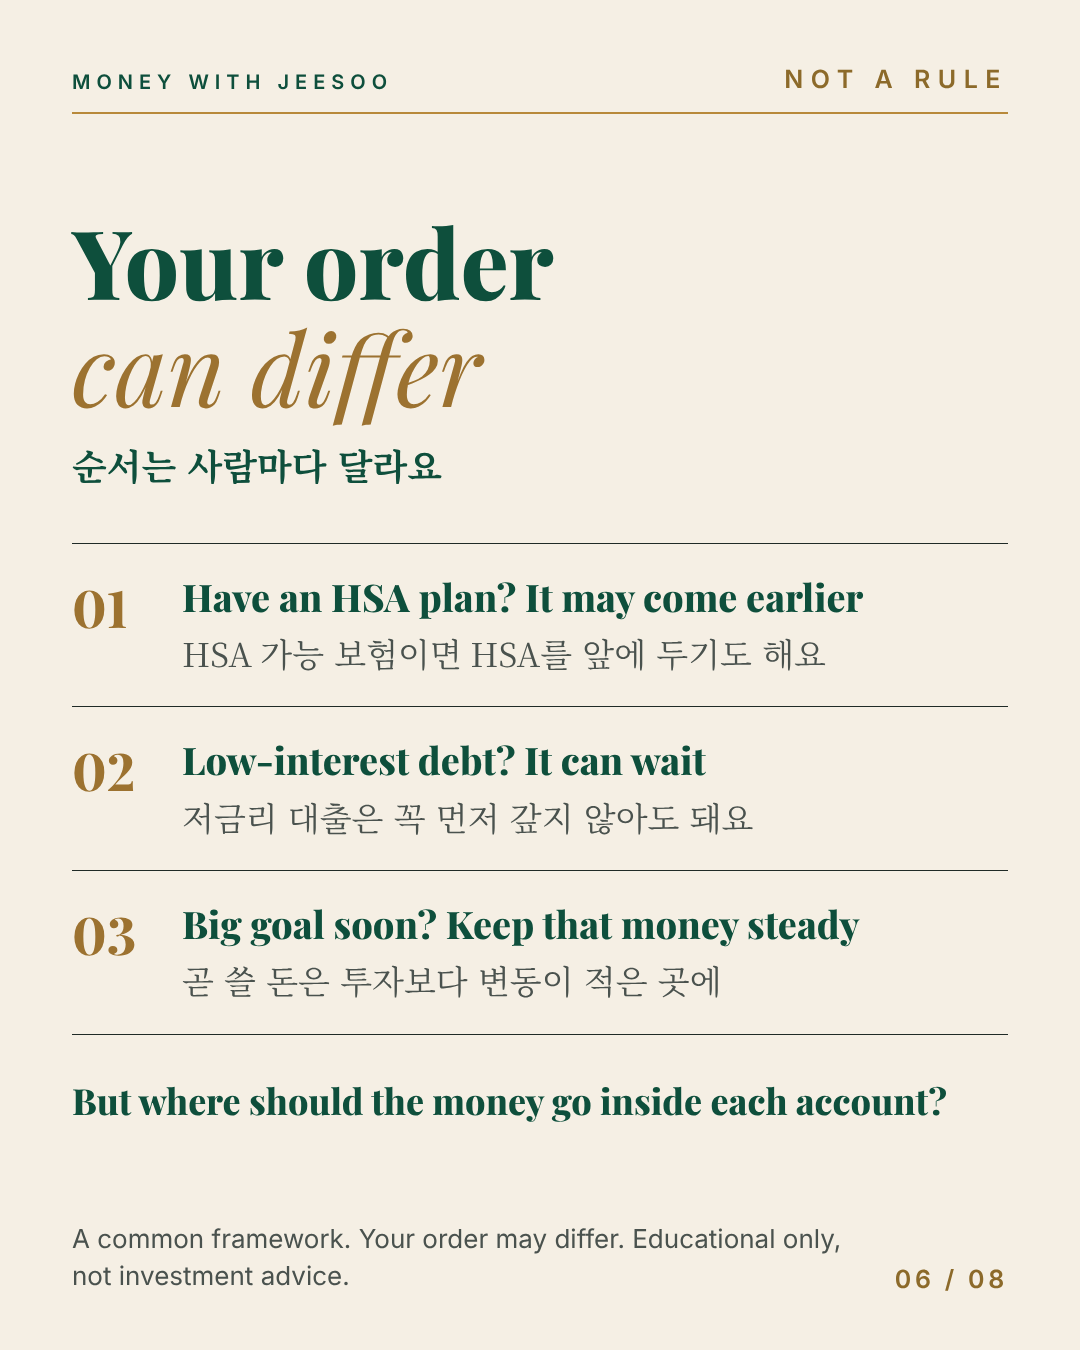 MONEY WITH JEESOO
NOT A RULE
Your order
can differ
순서는 사람마다 달라요
01
Have an HSA plan? It may come earlier
HSA 가능 보험이면 HSA를 앞에 두기도 해요
02
Low-interest debt? It can wait
저금리 대출은 꼭 먼저 갚지 않아도 돼요
03
Big goal soon? Keep that money steady
곧 쓸 돈은 투자보다 변동이 적은 곳에
But where should the money go inside each account?
A common framework. Your order may differ. Educational only,
not investment advice.
06 / 08